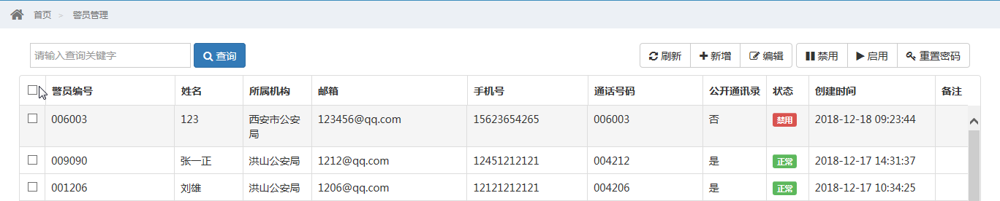 首页 > 警员管理
请输入查询关键字 查询 刷新 新增 编辑 禁用 启用 重置密码
警员编号 姓名 所属机构 邮箱 手机号 通话号码 公开通讯录 状态 创建时间 备注
006003 123 西安市公安 123456@qq.com 15623654265 006003 否 禁用 2018-12-18 09:23:44
局
009090 张一正 洪山公安局 1212@qq.com 12451212121 004212 是 正常 2018-12-17 14:31:37
001206 刘雄 洪山公安局 1206@qq.com 12121212121 004206 是 正常 2018-12-17 10:34:25